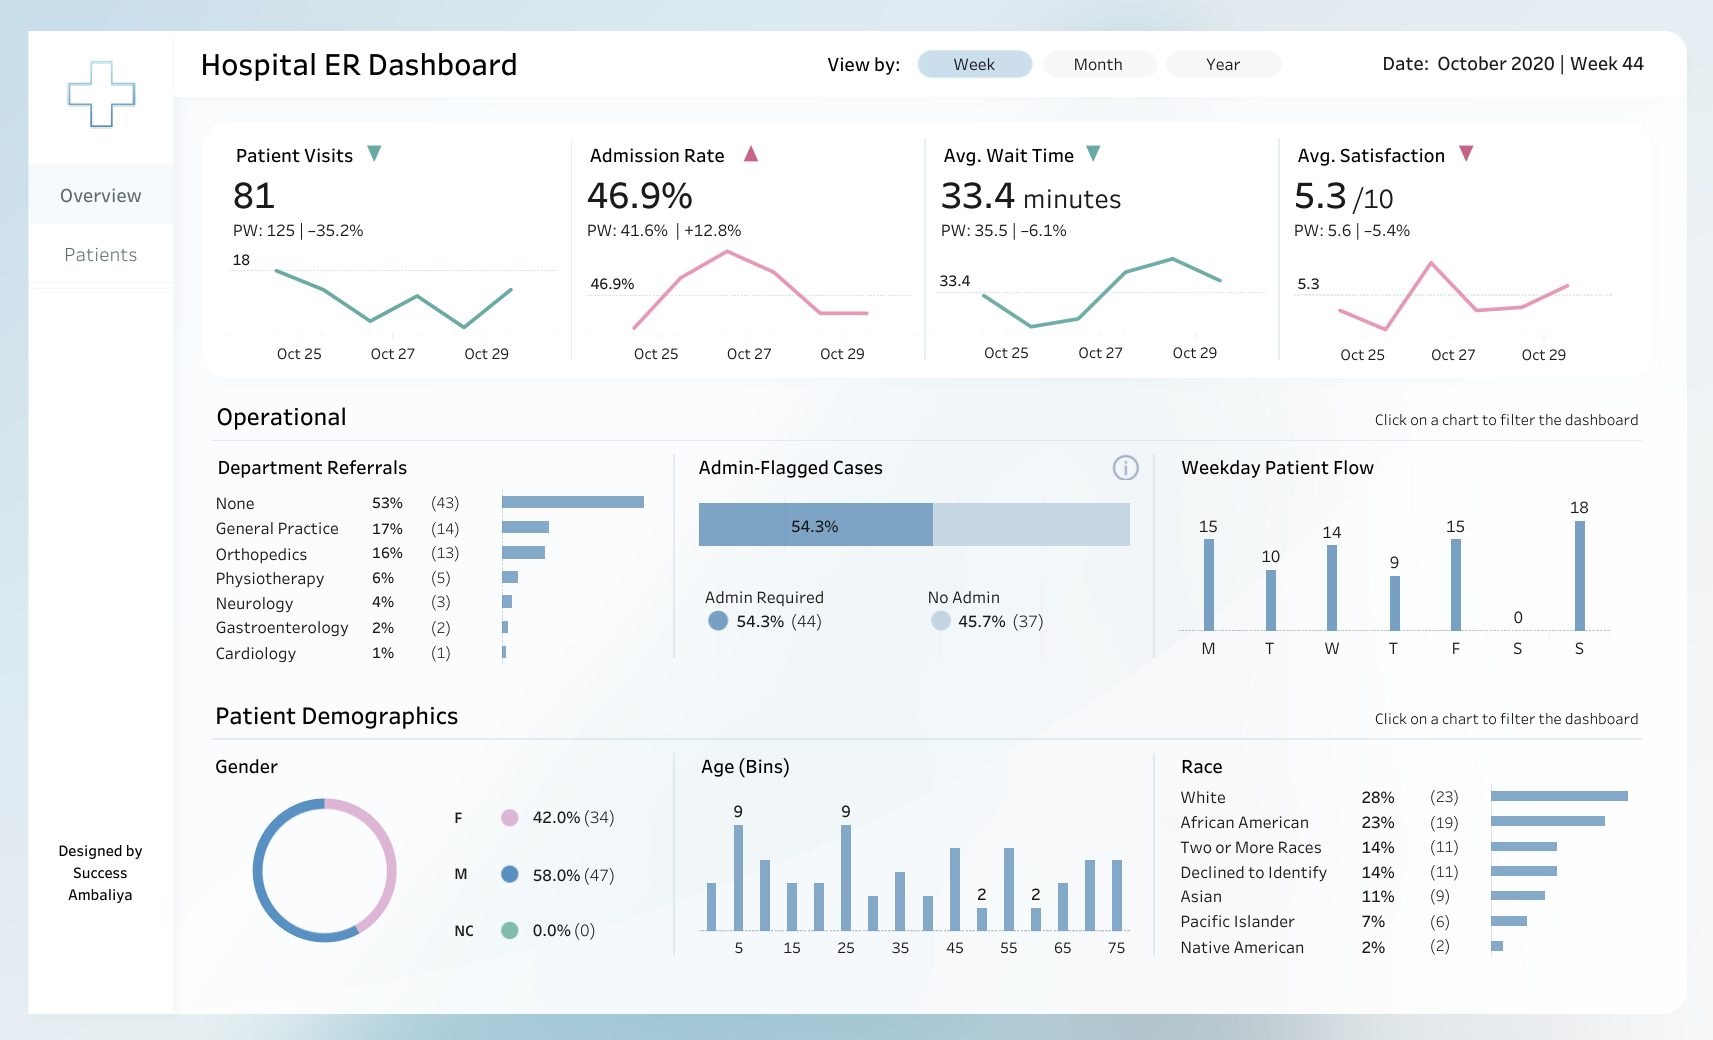 Hospital ER Dashboard
View by: Week Month Year
Date: October 2020 | Week 44
Overview
Patients
Designed by
Success
Ambaliya
Patient Visits ▼
81
PW: 125 | –35.2%
18
Oct 25 Oct 27 Oct 29
Admission Rate ▲
46.9%
PW: 41.6% | +12.8%
46.9%
Oct 25 Oct 27 Oct 29
Avg. Wait Time ▼
33.4 minutes
PW: 35.5 | –6.1%
33.4
Oct 25 Oct 27 Oct 29
Avg. Satisfaction ▼
5.3 /10
PW: 5.6 | –5.4%
5.3
Oct 25 Oct 27 Oct 29
Operational
Click on a chart to filter the dashboard
Department Referrals
None 53% (43)
General Practice 17% (14)
Orthopedics 16% (13)
Physiotherapy 6% (5)
Neurology 4% (3)
Gastroenterology 2% (2)
Cardiology 1% (1)
Admin-Flagged Cases
i
54.3%
Admin Required No Admin
54.3% (44) 45.7% (37)
Weekday Patient Flow
15 10 14 9 15 0 18
M T W T F S S
Patient Demographics
Click on a chart to filter the dashboard
Gender
F 42.0% (34)
M 58.0% (47)
NC 0.0% (0)
Age (Bins)
9 9 2 2
5 15 25 35 45 55 65 75
Race
White 28% (23)
African American 23% (19)
Two or More Races 14% (11)
Declined to Identify 14% (11)
Asian 11% (9)
Pacific Islander 7% (6)
Native American 2% (2)